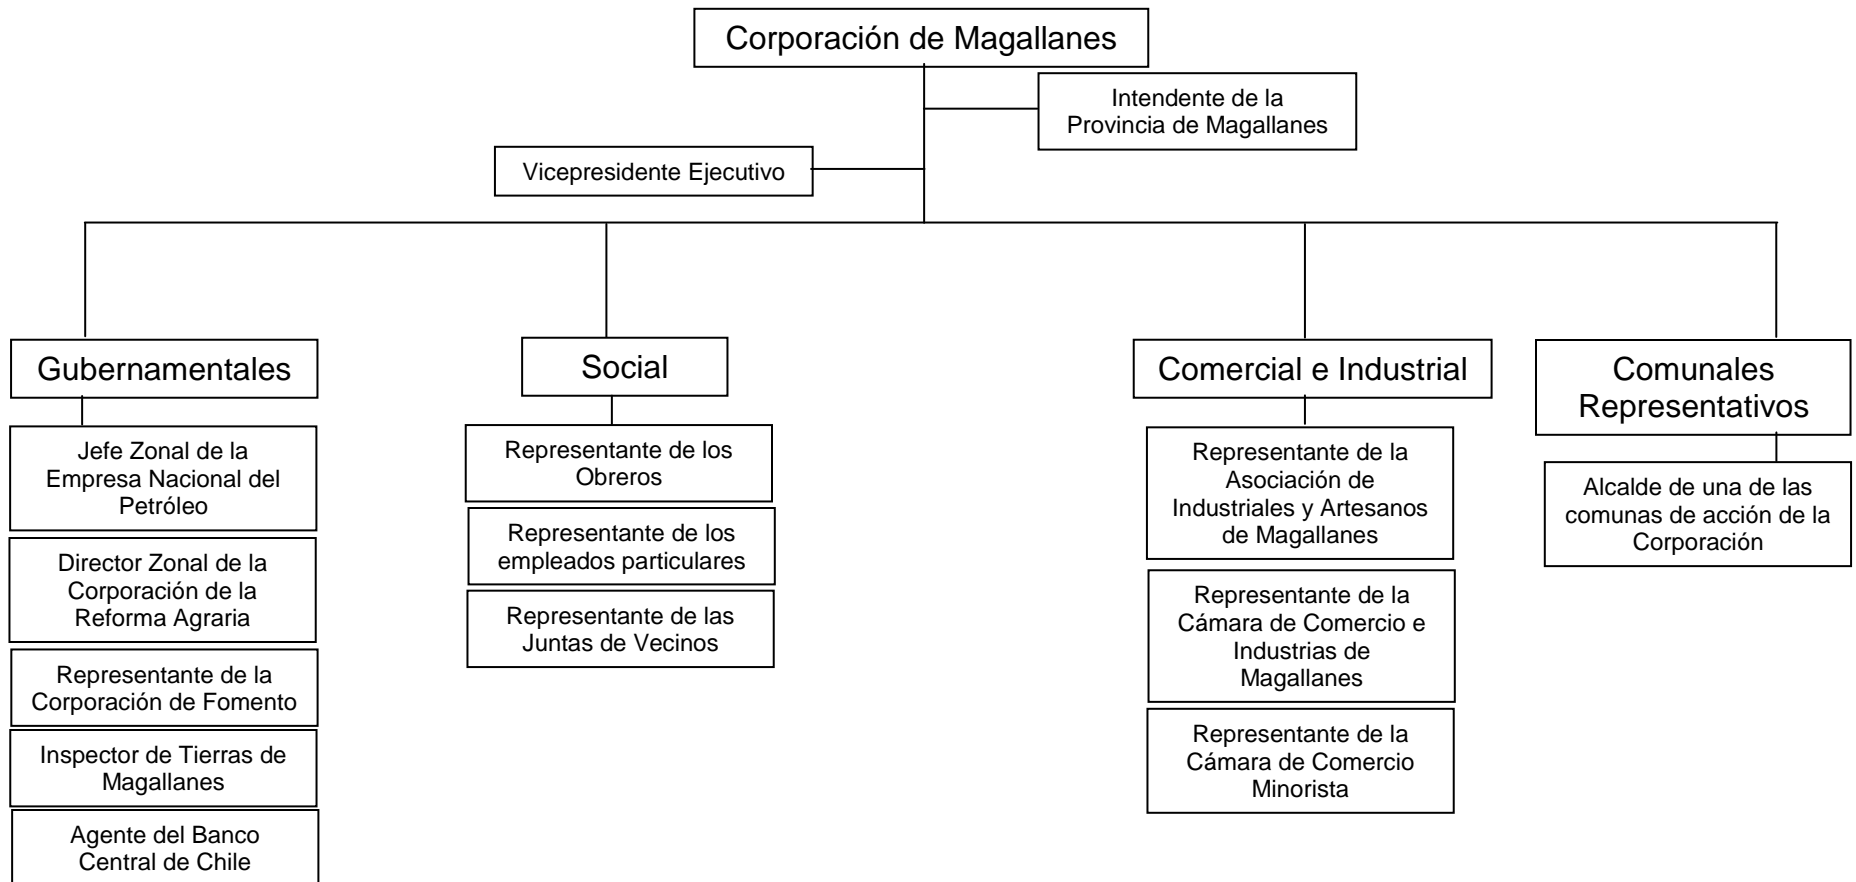 Corporación de Magallanes
Intendente de la
Provincia de Magallanes
Vicepresidente Ejecutivo
Gubernamentales
Jefe Zonal de la
Empresa Nacional del
Petróleo
Director Zonal de la
Corporación de la
Reforma Agraria
Representante de la
Corporación de Fomento
Inspector de Tierras de
Magallanes
Agente del Banco
Central de Chile
Social
Representante de los
Obreros
Representante de los
empleados particulares
Representante de las
Juntas de Vecinos
Comercial e Industrial
Representante de la
Asociación de
Industriales y Artesanos
de Magallanes
Representante de la
Cámara de Comercio e
Industrias de
Magallanes
Representante de la
Cámara de Comercio
Minorista
Comunales
Representativos
Alcalde de una de las
comunas de acción de la
Corporación